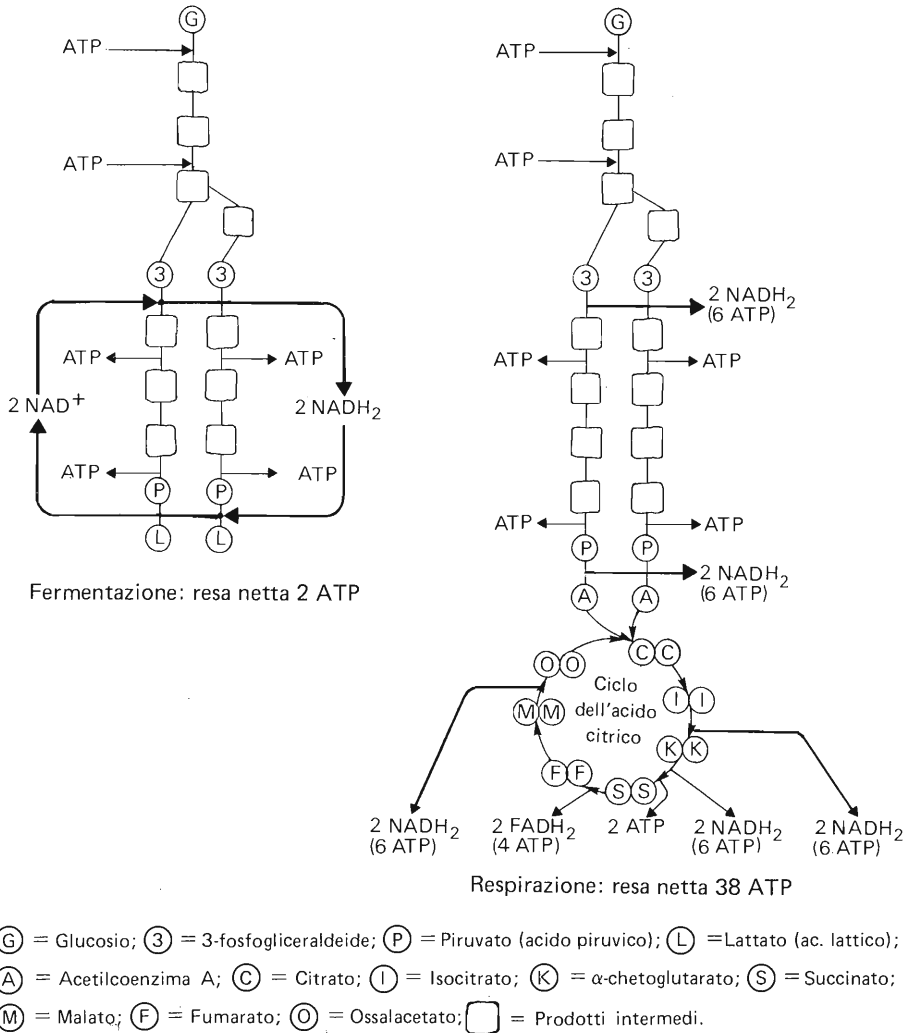 G
ATP
ATP
3 3
ATP ATP
2 NAD+ 2 NADH2
ATP ATP
P P
L L
Fermentazione: resa netta 2 ATP
G
ATP
ATP
3 3
2 NADH2
(6 ATP)
ATP ATP
ATP ATP
P P
2 NADH2
(6 ATP)
A A
O O C C
Ciclo
dell'acido
citrico
M M I I
K K
F F S S
2 NADH2
(6 ATP)
2 FADH2
(4 ATP)
2 ATP
2 NADH2
(6 ATP)
2 NADH2
(6 ATP)
Respirazione: resa netta 38 ATP
G = Glucosio; 3 = 3-fosfogliceraldeide; P = Piruvato (acido piruvico); L = Lattato (ac. lattico);
A = Acetilcoenzima A; C = Citrato; I = Isocitrato; K = α-chetoglutarato; S = Succinato;
M = Malato; F = Fumarato; O = Ossalacetato; = Prodotti intermedi.